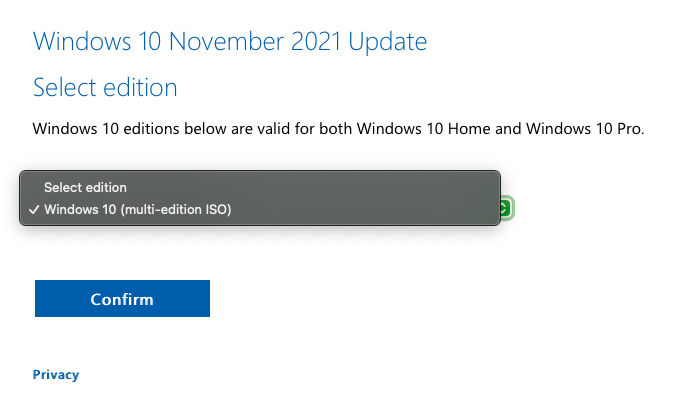 Windows 10 November 2021 Update
Select edition
Windows 10 editions below are valid for both Windows 10 Home and Windows 10 Pro.
Select edition
✓ Windows 10 (multi-edition ISO)
Confirm
Privacy